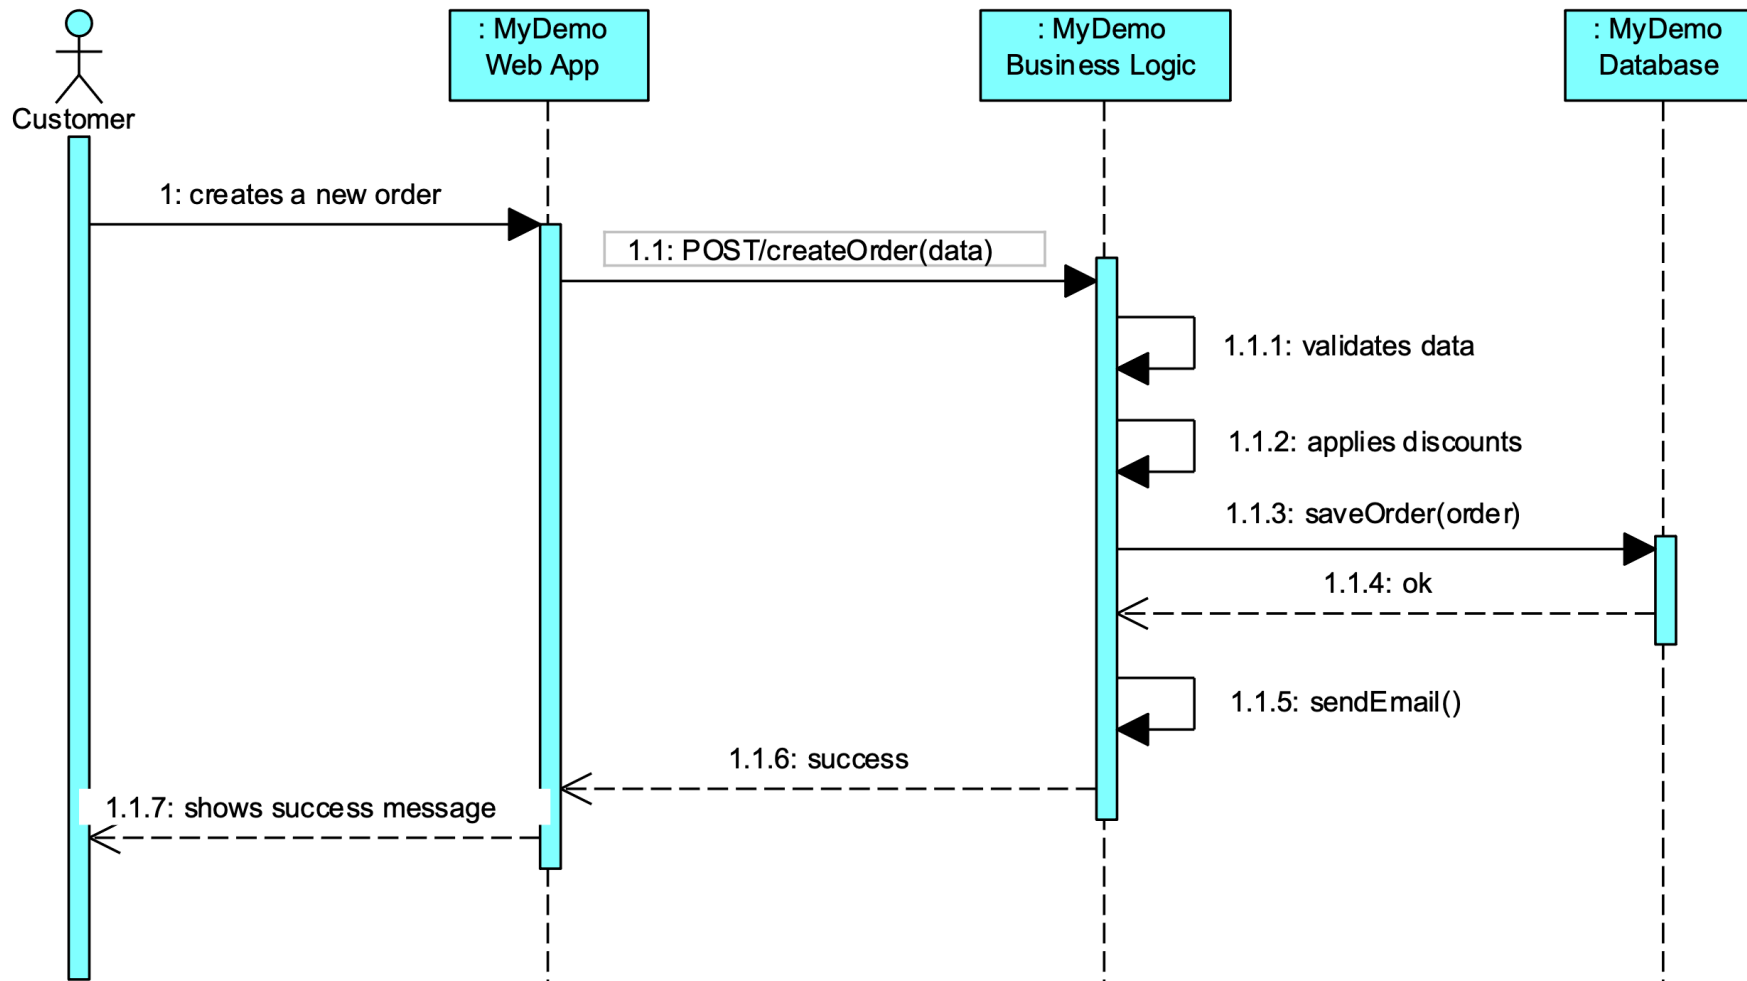 Customer
: MyDemo
Web App
: MyDemo
Business Logic
: MyDemo
Database
1: creates a new order
1.1: POST/createOrder(data)
1.1.1: validates data
1.1.2: applies discounts
1.1.3: saveOrder(order)
1.1.4: ok
1.1.5: sendEmail()
1.1.6: success
1.1.7: shows success message